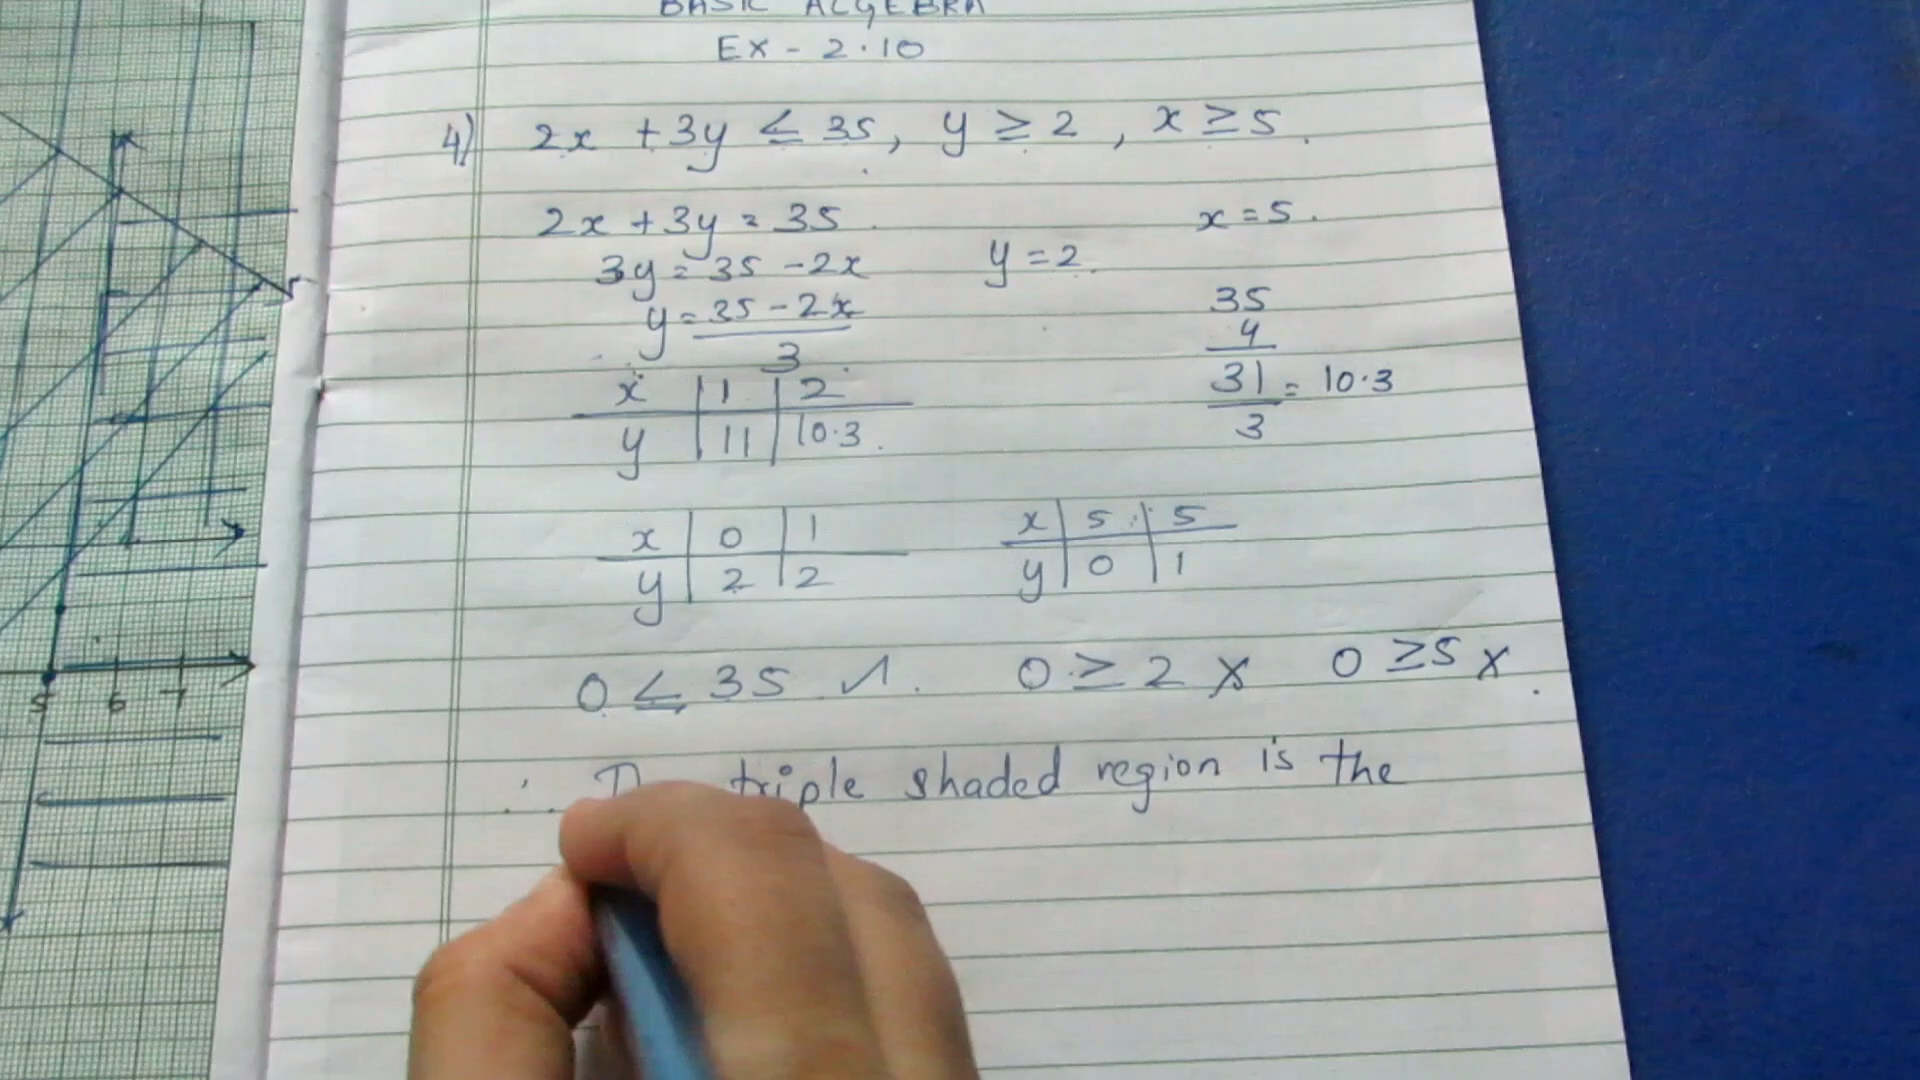 BASIC ALGEBRA
EX - 2.10
4) 2x + 3y ≤ 35, y ≥ 2, x ≥ 5.
2x + 3y = 35
x = 5.
3y = 35 - 2x
y = 2.
y = 35 - 2x
3
35
4
31 = 10.3
3
x | 1 | 2
y | 11 | 10.3
x | 0 | 1
y | 2 | 2
x | 5 | 5
y | 0 | 1
0 ≤ 35 ✓. 0 ≥ 2 X 0 ≥ 5 X.
∴ triple shaded region is the
5 6 7